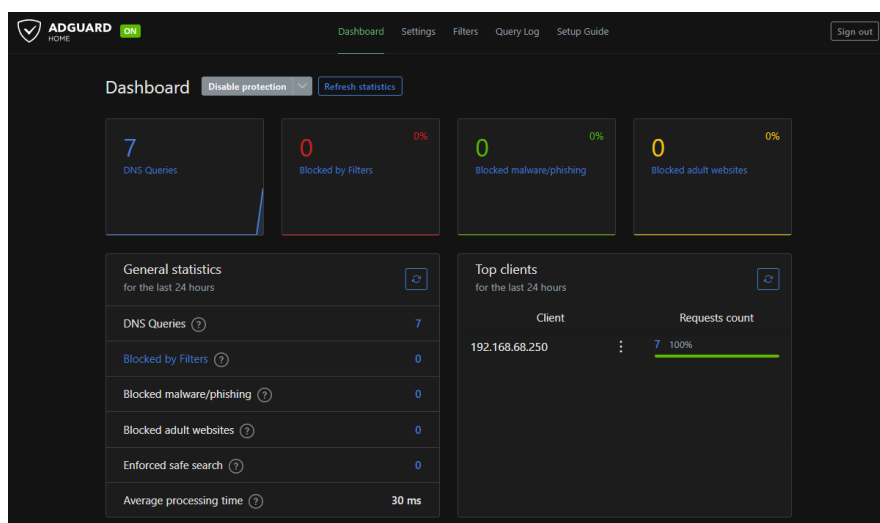 ADGUARD ON
HOME
Dashboard Settings Filters Query Log Setup Guide
Sign out
Dashboard Disable protection Refresh statistics
7
DNS Queries
0 0%
Blocked by Filters
0 0%
Blocked malware/phishing
0 0%
Blocked adult websites
General statistics
for the last 24 hours
DNS Queries ? 7
Blocked by Filters ? 0
Blocked malware/phishing ? 0
Blocked adult websites ? 0
Enforced safe search ? 0
Average processing time ? 30 ms
Top clients
for the last 24 hours
Client Requests count
192.168.68.250 7 100%